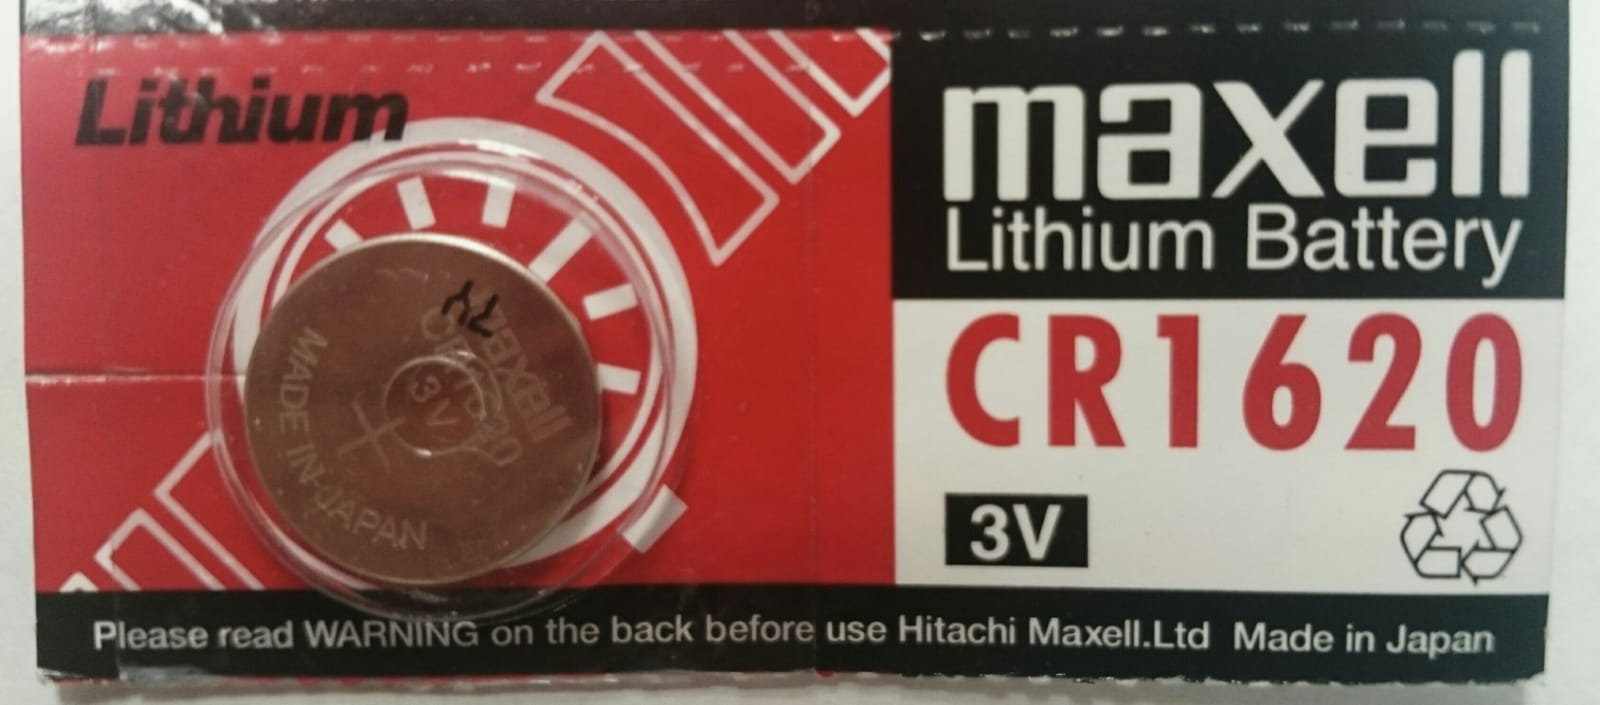 Lithium
maxell
Lithium Battery
CR1620
3V
maxell
CR1620
3V
MADE IN JAPAN
Please read WARNING on the back before use Hitachi Maxell.Ltd Made in Japan